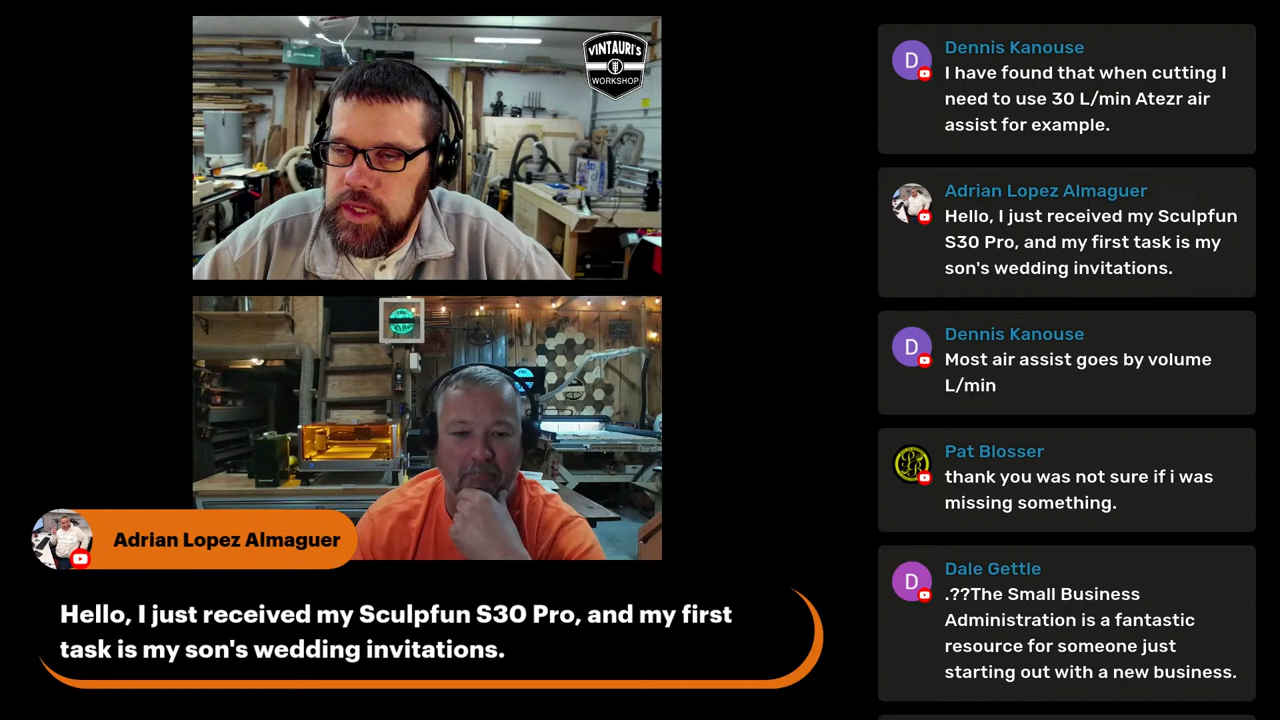 VINTAURI'S
WORKSHOP
Adrian Lopez Almaguer
Hello, I just received my Sculpfun S30 Pro, and my first
task is my son's wedding invitations.
D
Dennis Kanouse
I have found that when cutting I
need to use 30 L/min Atezr air
assist for example.
Adrian Lopez Almaguer
Hello, I just received my Sculpfun
S30 Pro, and my first task is my
son's wedding invitations.
D
Dennis Kanouse
Most air assist goes by volume
L/min
Pat Blosser
thank you was not sure if i was
missing something.
D
Dale Gettle
.??The Small Business
Administration is a fantastic
resource for someone just
starting out with a new business.